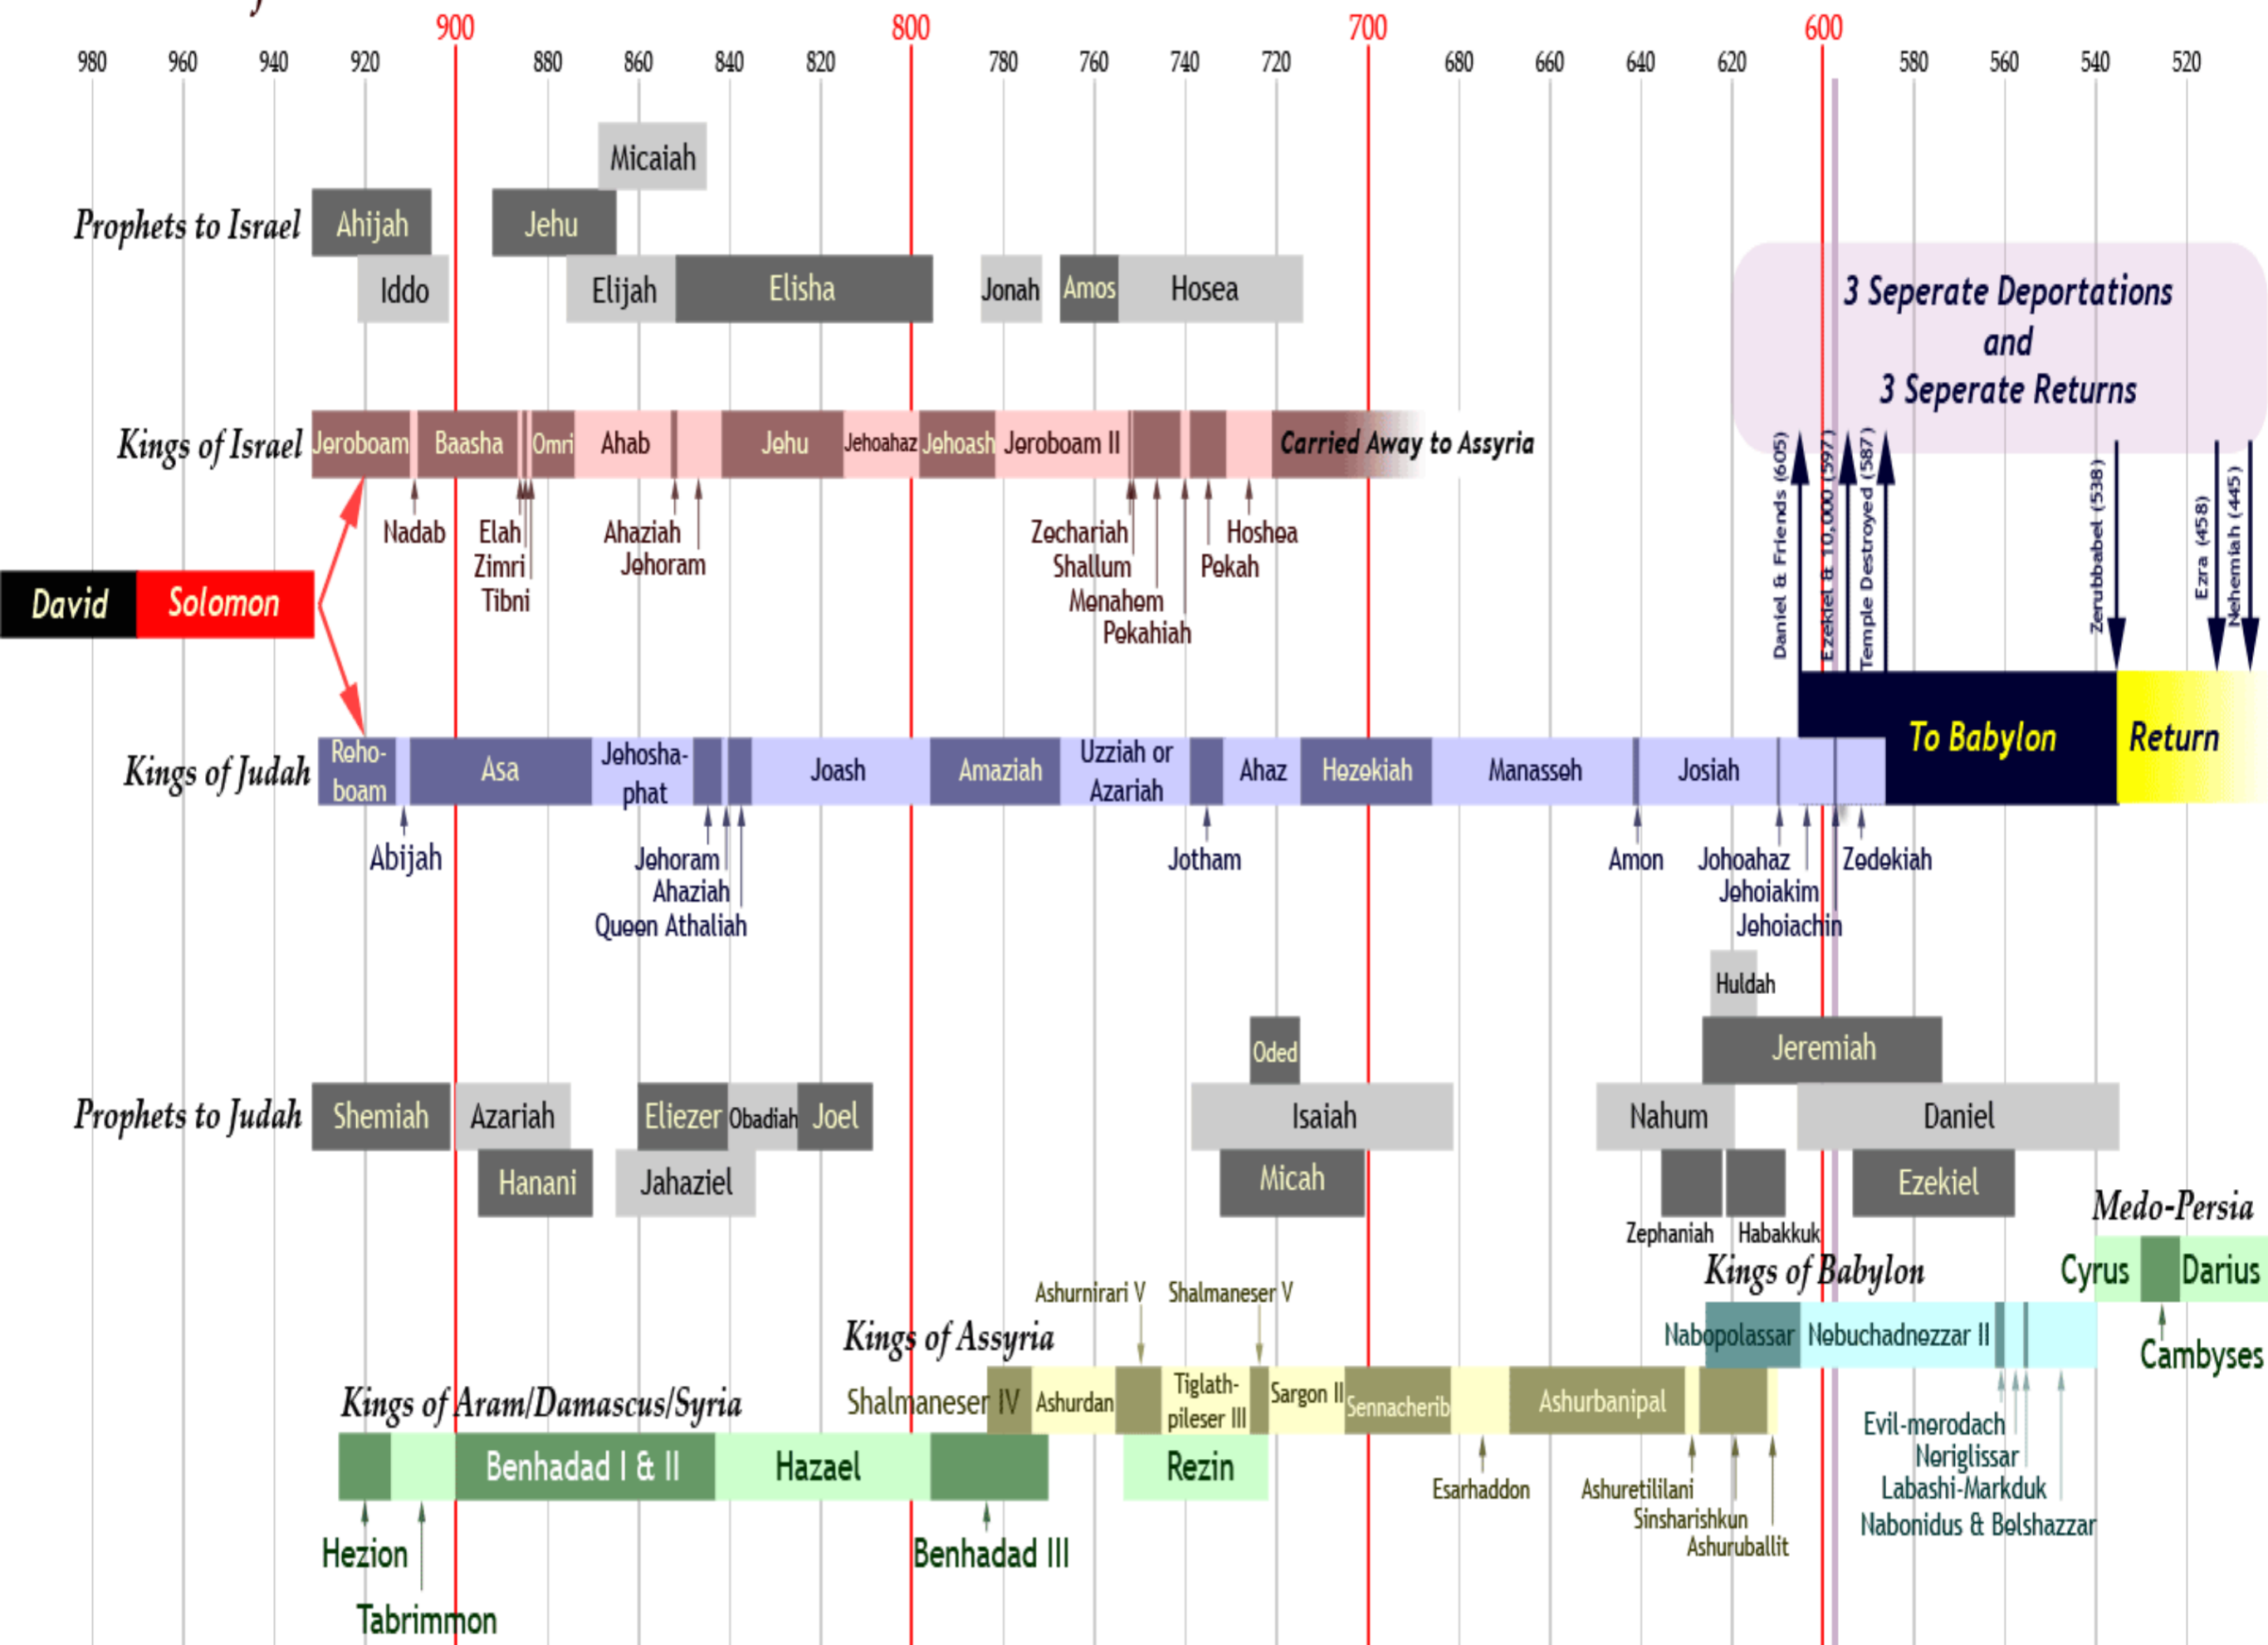 900 800 700 600
980 960 940 920 880 860 840 820 780 760 740 720 680 660 640 620 580 560 540 520
Micaiah
Prophets to Israel
Ahijah
Jehu
Iddo
Elijah
Elisha
Jonah
Amos
Hosea
3 Seperate Deportations
and
3 Seperate Returns
Kings of Israel
Jeroboam
Baasha
Omri
Ahab
Jehu
Jehoahaz
Jehoash
Jeroboam II
Carried Away to Assyria
Nadab
Elah
Zimri
Tibni
Ahaziah
Jehoram
Zechariah
Shallum
Menahem
Pekahiah
Pekah
Hoshea
Daniel & Friends (605)
Ezekiel & 10,000 (597)
Temple Destroyed (587)
Zerubbabel (538)
Ezra (458)
Nehemiah (445)
David
Solomon
To Babylon
Return
Kings of Judah
Reho-
boam
Asa
Jehosha-
phat
Joash
Amaziah
Uzziah or
Azariah
Ahaz
Hezekiah
Manasseh
Josiah
Abijah
Jehoram
Ahaziah
Queen Athaliah
Jotham
Amon
Johoahaz
Jehoiakim
Jehoiachin
Zedekiah
Huldah
Oded
Jeremiah
Prophets to Judah
Shemiah
Azariah
Eliezer
Obadiah
Joel
Isaiah
Nahum
Daniel
Hanani
Jahaziel
Micah
Ezekiel
Zephaniah
Habakkuk
Medo-Persia
Cyrus
Darius
Cambyses
Kings of Babylon
Nabopolassar
Nebuchadnezzar II
Evil-merodach
Neriglissar
Labashi-Markduk
Nabonidus & Belshazzar
Ashurnirari V
Shalmaneser V
Kings of Assyria
Shalmaneser IV
Ashurdan
Tiglath-
pileser III
Sargon II
Sennacherib
Ashurbanipal
Esarhaddon
Ashuretililani
Sinsharishkun
Ashuruballit
Kings of Aram/Damascus/Syria
Benhadad I & II
Hazael
Rezin
Hezion
Tabrimmon
Benhadad III